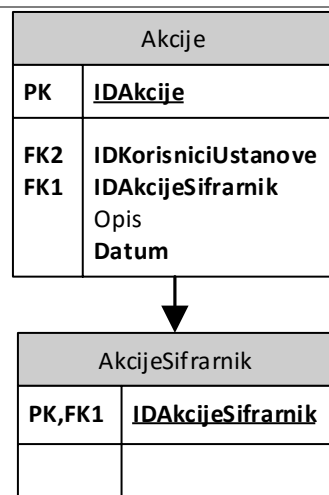 Akcije
PK IDAkcije
FK2 IDKorisniciUstanove
FK1 IDAkcijeSifrarnik
Opis
Datum
AkcijeSifrarnik
PK,FK1 IDAkcijeSifrarnik